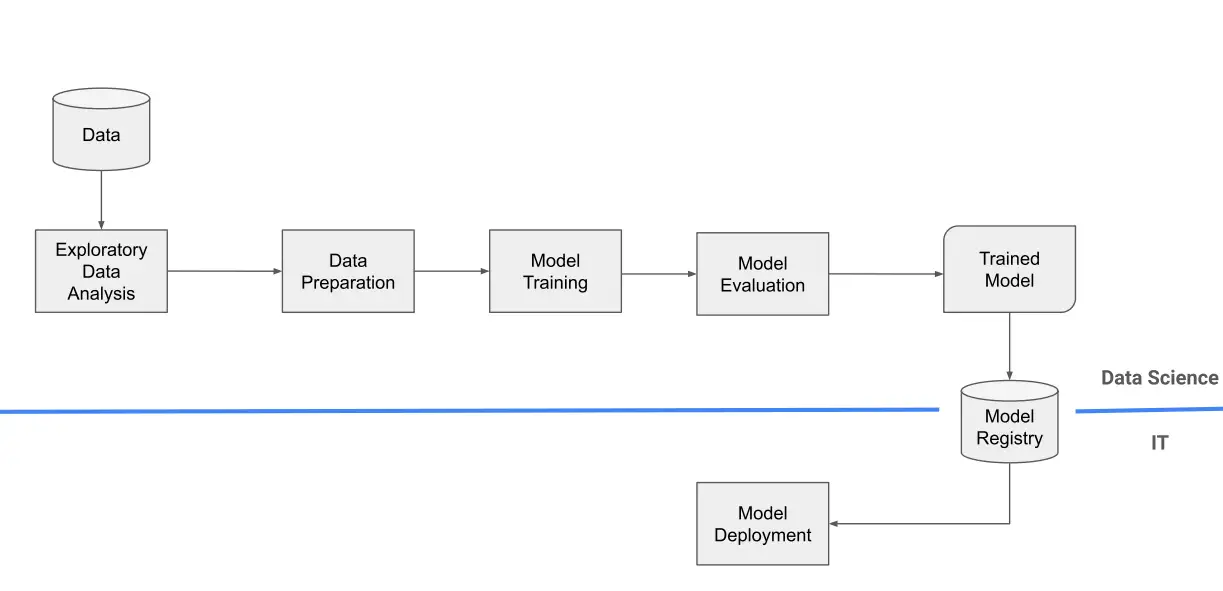 Data
Exploratory
Data
Analysis
Data
Preparation
Model
Training
Model
Evaluation
Trained
Model
Data Science
Model
Registry
IT
Model
Deployment